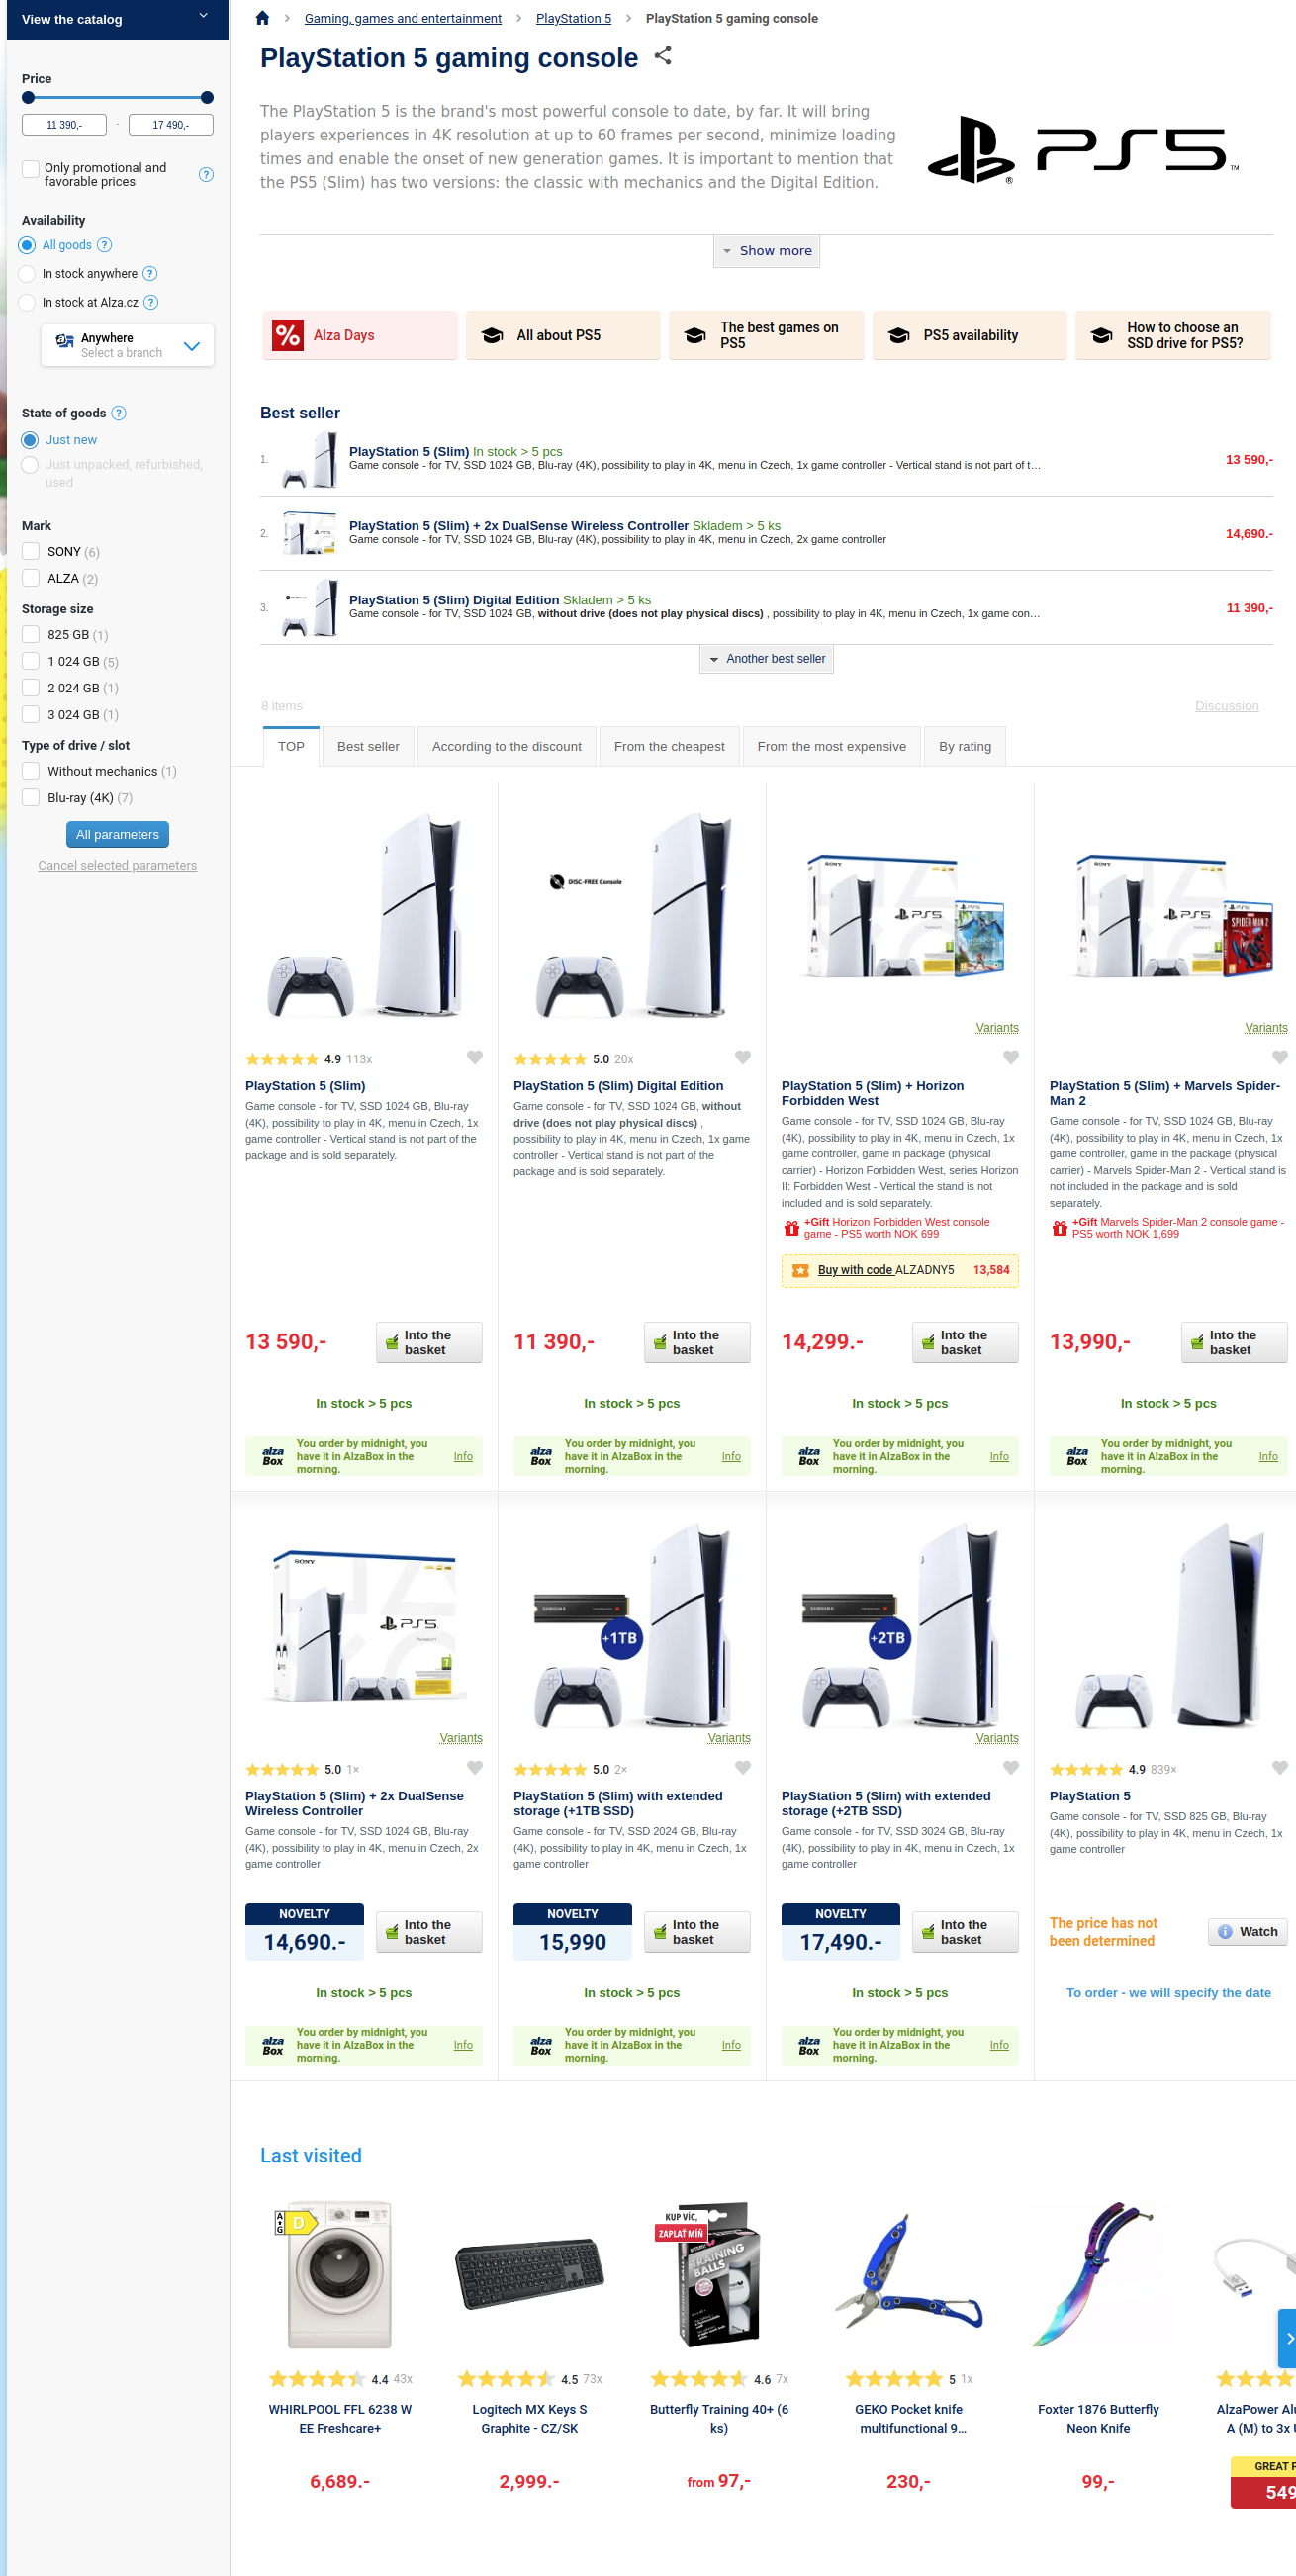 View the catalog
Price
11 390,-
-
17 490,-
Only promotional and
favorable prices
?
Availability
All goods ?
In stock anywhere ?
In stock at Alza.cz ?
Anywhere
Select a branch
State of goods ?
Just new
Just unpacked, refurbished,
used
Mark
SONY (6)
ALZA (2)
Storage size
825 GB (1)
1 024 GB (5)
2 024 GB (1)
3 024 GB (1)
Type of drive / slot
Without mechanics (1)
Blu-ray (4K) (7)
All parameters
Cancel selected parameters
Gaming, games and entertainment > PlayStation 5 > PlayStation 5 gaming console
PlayStation 5 gaming console
The PlayStation 5 is the brand's most powerful console to date, by far. It will bring
players experiences in 4K resolution at up to 60 frames per second, minimize loading
times and enable the onset of new generation games. It is important to mention that
the PS5 (Slim) has two versions: the classic with mechanics and the Digital Edition.
PS5
Show more
% Alza Days
All about PS5
The best games on
PS5
PS5 availability
How to choose an
SSD drive for PS5?
Best seller
1.
PlayStation 5 (Slim) In stock > 5 pcs
Game console - for TV, SSD 1024 GB, Blu-ray (4K), possibility to play in 4K, menu in Czech, 1x game controller - Vertical stand is not part of t...
13 590,-
2.
PlayStation 5 (Slim) + 2x DualSense Wireless Controller Skladem > 5 ks
Game console - for TV, SSD 1024 GB, Blu-ray (4K), possibility to play in 4K, menu in Czech, 2x game controller
14,690.-
3.
PlayStation 5 (Slim) Digital Edition Skladem > 5 ks
Game console - for TV, SSD 1024 GB, without drive (does not play physical discs) , possibility to play in 4K, menu in Czech, 1x game con...
11 390,-
Another best seller
8 items
Discussion
TOP
Best seller
According to the discount
From the cheapest
From the most expensive
By rating
4.9 113x
PlayStation 5 (Slim)
Game console - for TV, SSD 1024 GB, Blu-ray
(4K), possibility to play in 4K, menu in Czech, 1x
game controller - Vertical stand is not part of the
package and is sold separately.
13 590,-
Into the
basket
In stock > 5 pcs
alza
Box
You order by midnight, you
have it in AlzaBox in the
morning.
Info
DISC-FREE Console
5.0 20x
PlayStation 5 (Slim) Digital Edition
Game console - for TV, SSD 1024 GB, without
drive (does not play physical discs) ,
possibility to play in 4K, menu in Czech, 1x game
controller - Vertical stand is not part of the
package and is sold separately.
11 390,-
Into the
basket
In stock > 5 pcs
alza
Box
You order by midnight, you
have it in AlzaBox in the
morning.
Info
SONY
PS5
Variants
PlayStation 5 (Slim) + Horizon
Forbidden West
Game console - for TV, SSD 1024 GB, Blu-ray
(4K), possibility to play in 4K, menu in Czech, 1x
game controller, game in package (physical
carrier) - Horizon Forbidden West, series Horizon
II: Forbidden West - Vertical the stand is not
included and is sold separately.
+Gift Horizon Forbidden West console
game - PS5 worth NOK 699
Buy with code ALZADNY5 13,584
14,299.-
Into the
basket
In stock > 5 pcs
alza
Box
You order by midnight, you
have it in AlzaBox in the
morning.
Info
SONY
PS5
SPIDER-MAN 2
Variants
PlayStation 5 (Slim) + Marvels Spider-
Man 2
Game console - for TV, SSD 1024 GB, Blu-ray
(4K), possibility to play in 4K, menu in Czech, 1x
game controller, game in the package (physical
carrier) - Marvels Spider-Man 2 - Vertical stand is
not included in the package and is sold
separately.
+Gift Marvels Spider-Man 2 console game -
PS5 worth NOK 1,699
13,990,-
Into the
basket
In stock > 5 pcs
alza
Box
You order by midnight, you
have it in AlzaBox in the
morning.
Info
SONY
PS5
Variants
5.0 1×
PlayStation 5 (Slim) + 2x DualSense
Wireless Controller
Game console - for TV, SSD 1024 GB, Blu-ray
(4K), possibility to play in 4K, menu in Czech, 2x
game controller
NOVELTY
14,690.-
Into the
basket
In stock > 5 pcs
alza
Box
You order by midnight, you
have it in AlzaBox in the
morning.
Info
SAMSUNG
+1TB
Variants
5.0 2×
PlayStation 5 (Slim) with extended
storage (+1TB SSD)
Game console - for TV, SSD 2024 GB, Blu-ray
(4K), possibility to play in 4K, menu in Czech, 1x
game controller
NOVELTY
15,990
Into the
basket
In stock > 5 pcs
alza
Box
You order by midnight, you
have it in AlzaBox in the
morning.
Info
SAMSUNG
+2TB
Variants
PlayStation 5 (Slim) with extended
storage (+2TB SSD)
Game console - for TV, SSD 3024 GB, Blu-ray
(4K), possibility to play in 4K, menu in Czech, 1x
game controller
NOVELTY
17,490.-
Into the
basket
In stock > 5 pcs
alza
Box
You order by midnight, you
have it in AlzaBox in the
morning.
Info
4.9 839×
PlayStation 5
Game console - for TV, SSD 825 GB, Blu-ray
(4K), possibility to play in 4K, menu in Czech, 1x
game controller
The price has not
been determined
Watch
To order - we will specify the date
Last visited
A
G
D
4.4 43x
WHIRLPOOL FFL 6238 W
EE Freshcare+
6,689.-
4.5 73x
Logitech MX Keys S
Graphite - CZ/SK
2,999.-
KUP VÍC,
ZAPLAŤ MÍŇ
TRAINING
BALLS
4.6 7x
Butterfly Training 40+ (6
ks)
from 97,-
5 1x
GEKO Pocket knife
multifunctional 9...
230,-
Foxter 1876 Butterfly
Neon Knife
99,-
AlzaPower Alu
A (M) to 3x U
GREAT P
549